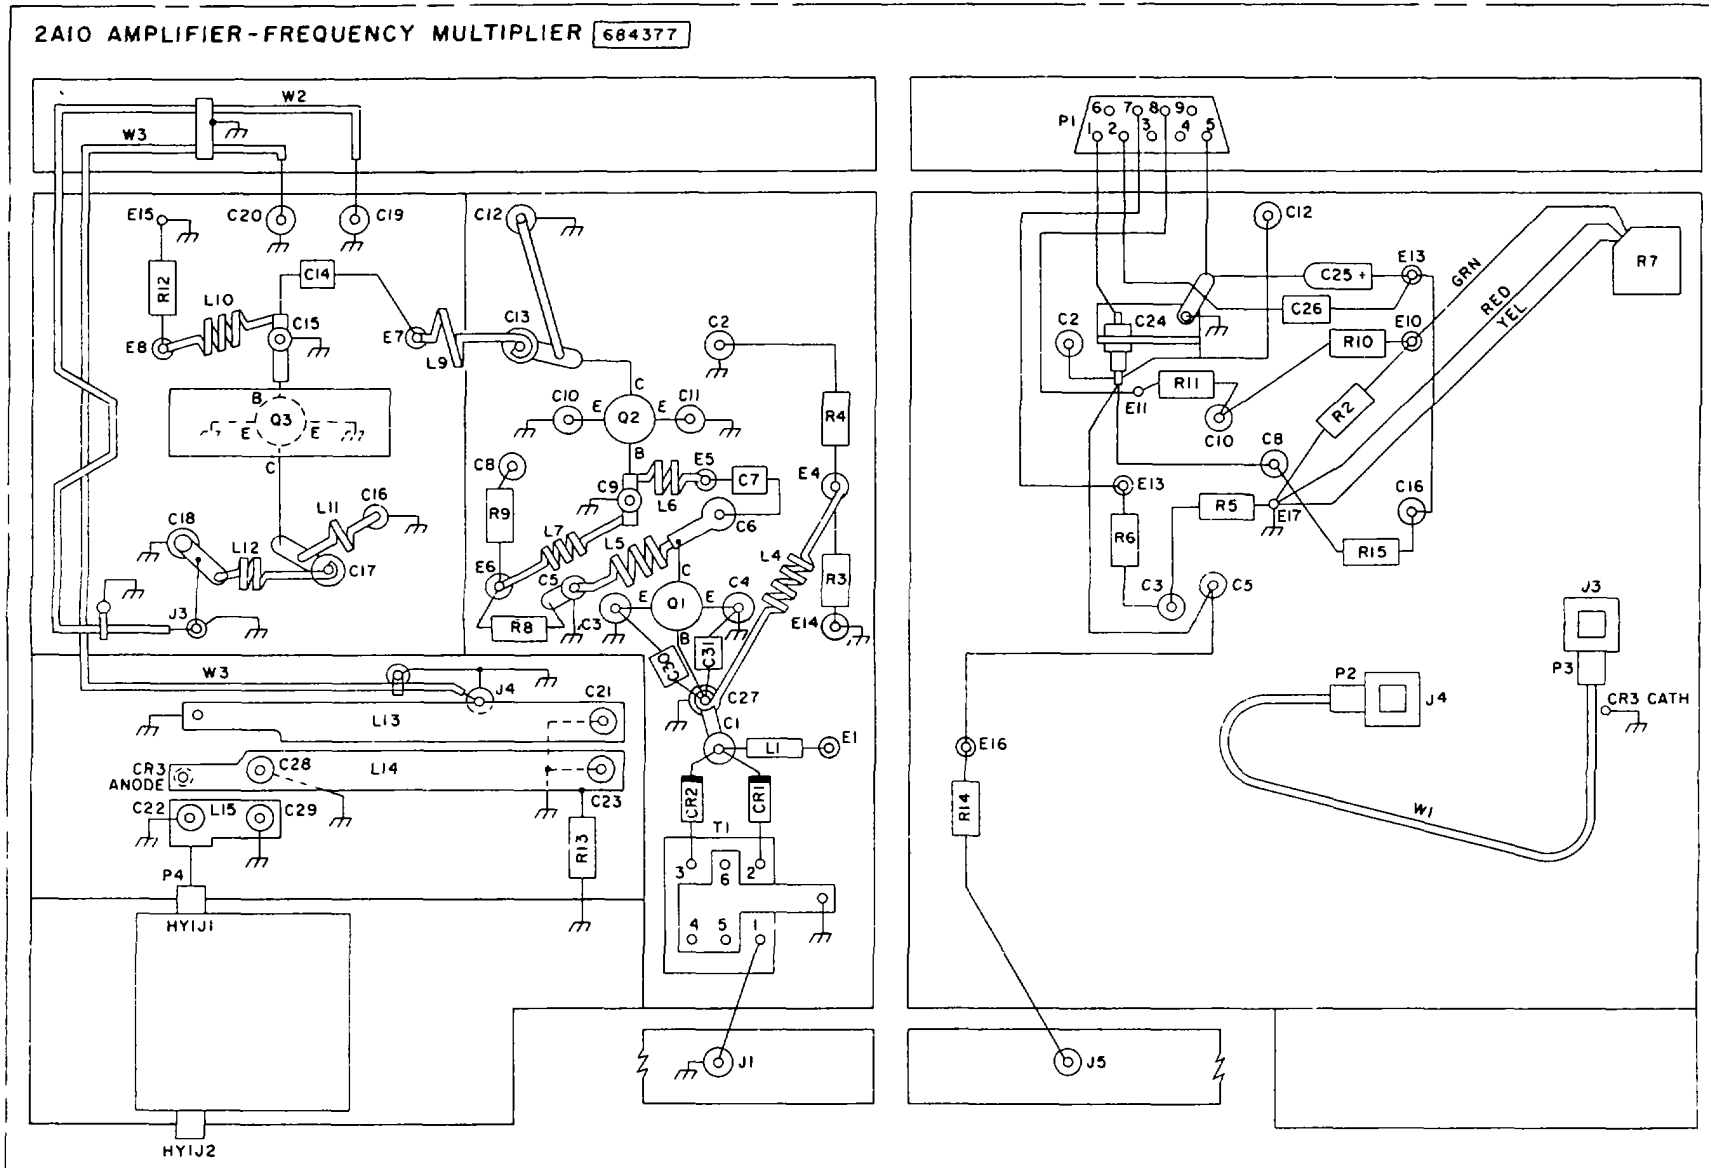 2A10 AMPLIFIER-FREQUENCY MULTIPLIER 684377
W2
W3
E15
C20
C19
C12
C14
R12
L10
C15
E8
E7
L9
C13
C2
B
Q3
E
E
C
C
C10
E
Q2
E
C11
B
R4
C8
C9
L6
E5
C7
E4
R9
C6
C18
L11
C16
L12
C17
L7
L5
L4
E6
C5
C
C4
R3
J3
R8
C3
E
Q1
E
E14
B
C30
C31
W3
J4
C21
C27
L13
C1
L1
E1
CR3
ANODE
C28
L14
C22
L15
C29
C23
CR2
CR1
R13
T1
P4
3
6
2
HY1J1
4
5
1
HY1J2
J1
P1
6
7
8
9
1
2
3
4
5
C12
C25 +
E13
GRN
R7
C26
RED
YEL
C2
C24
R10
E10
R11
E11
C10
R2
C8
E13
R5
E17
C16
R6
R15
C3
C5
J3
P3
P2
J4
CR3 CATH
E16
R14
W1
J5